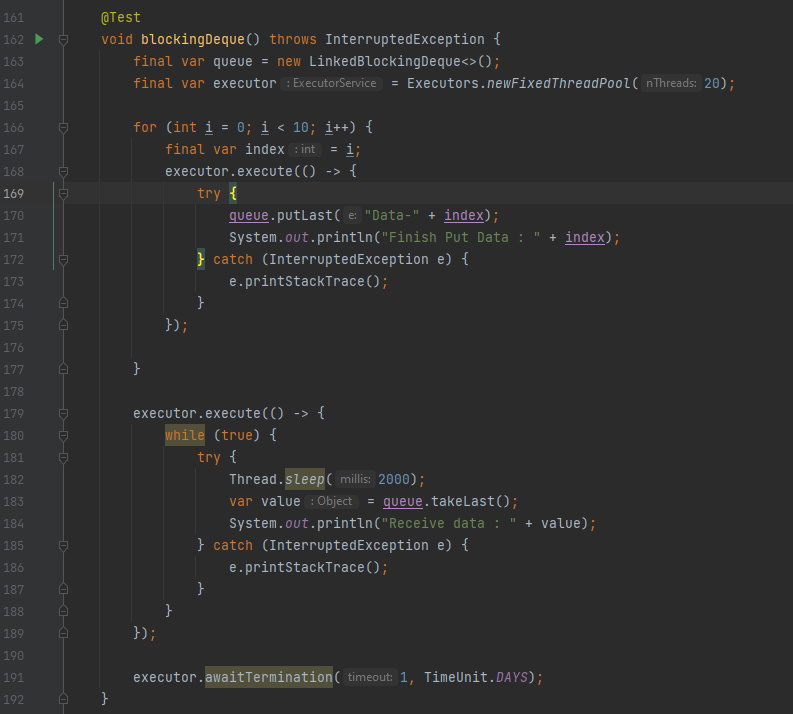 161 @Test
162 void blockingDeque() throws InterruptedException {
163 final var queue = new LinkedBlockingDeque<>();
164 final var executor : ExecutorService = Executors.newFixedThreadPool( nThreads: 20);
165
166 for (int i = 0; i < 10; i++) {
167 final var index : int = i;
168 executor.execute(() -> {
169 try {
170 queue.putLast( e: "Data-" + index);
171 System.out.println("Finish Put Data : " + index);
172 } catch (InterruptedException e) {
173 e.printStackTrace();
174 }
175 });
176
177 }
178
179 executor.execute(() -> {
180 while (true) {
181 try {
182 Thread.sleep( millis: 2000);
183 var value : Object = queue.takeLast();
184 System.out.println("Receive data : " + value);
185 } catch (InterruptedException e) {
186 e.printStackTrace();
187 }
188 }
189 });
190
191 executor.awaitTermination( timeout: 1, TimeUnit.DAYS);
192 }